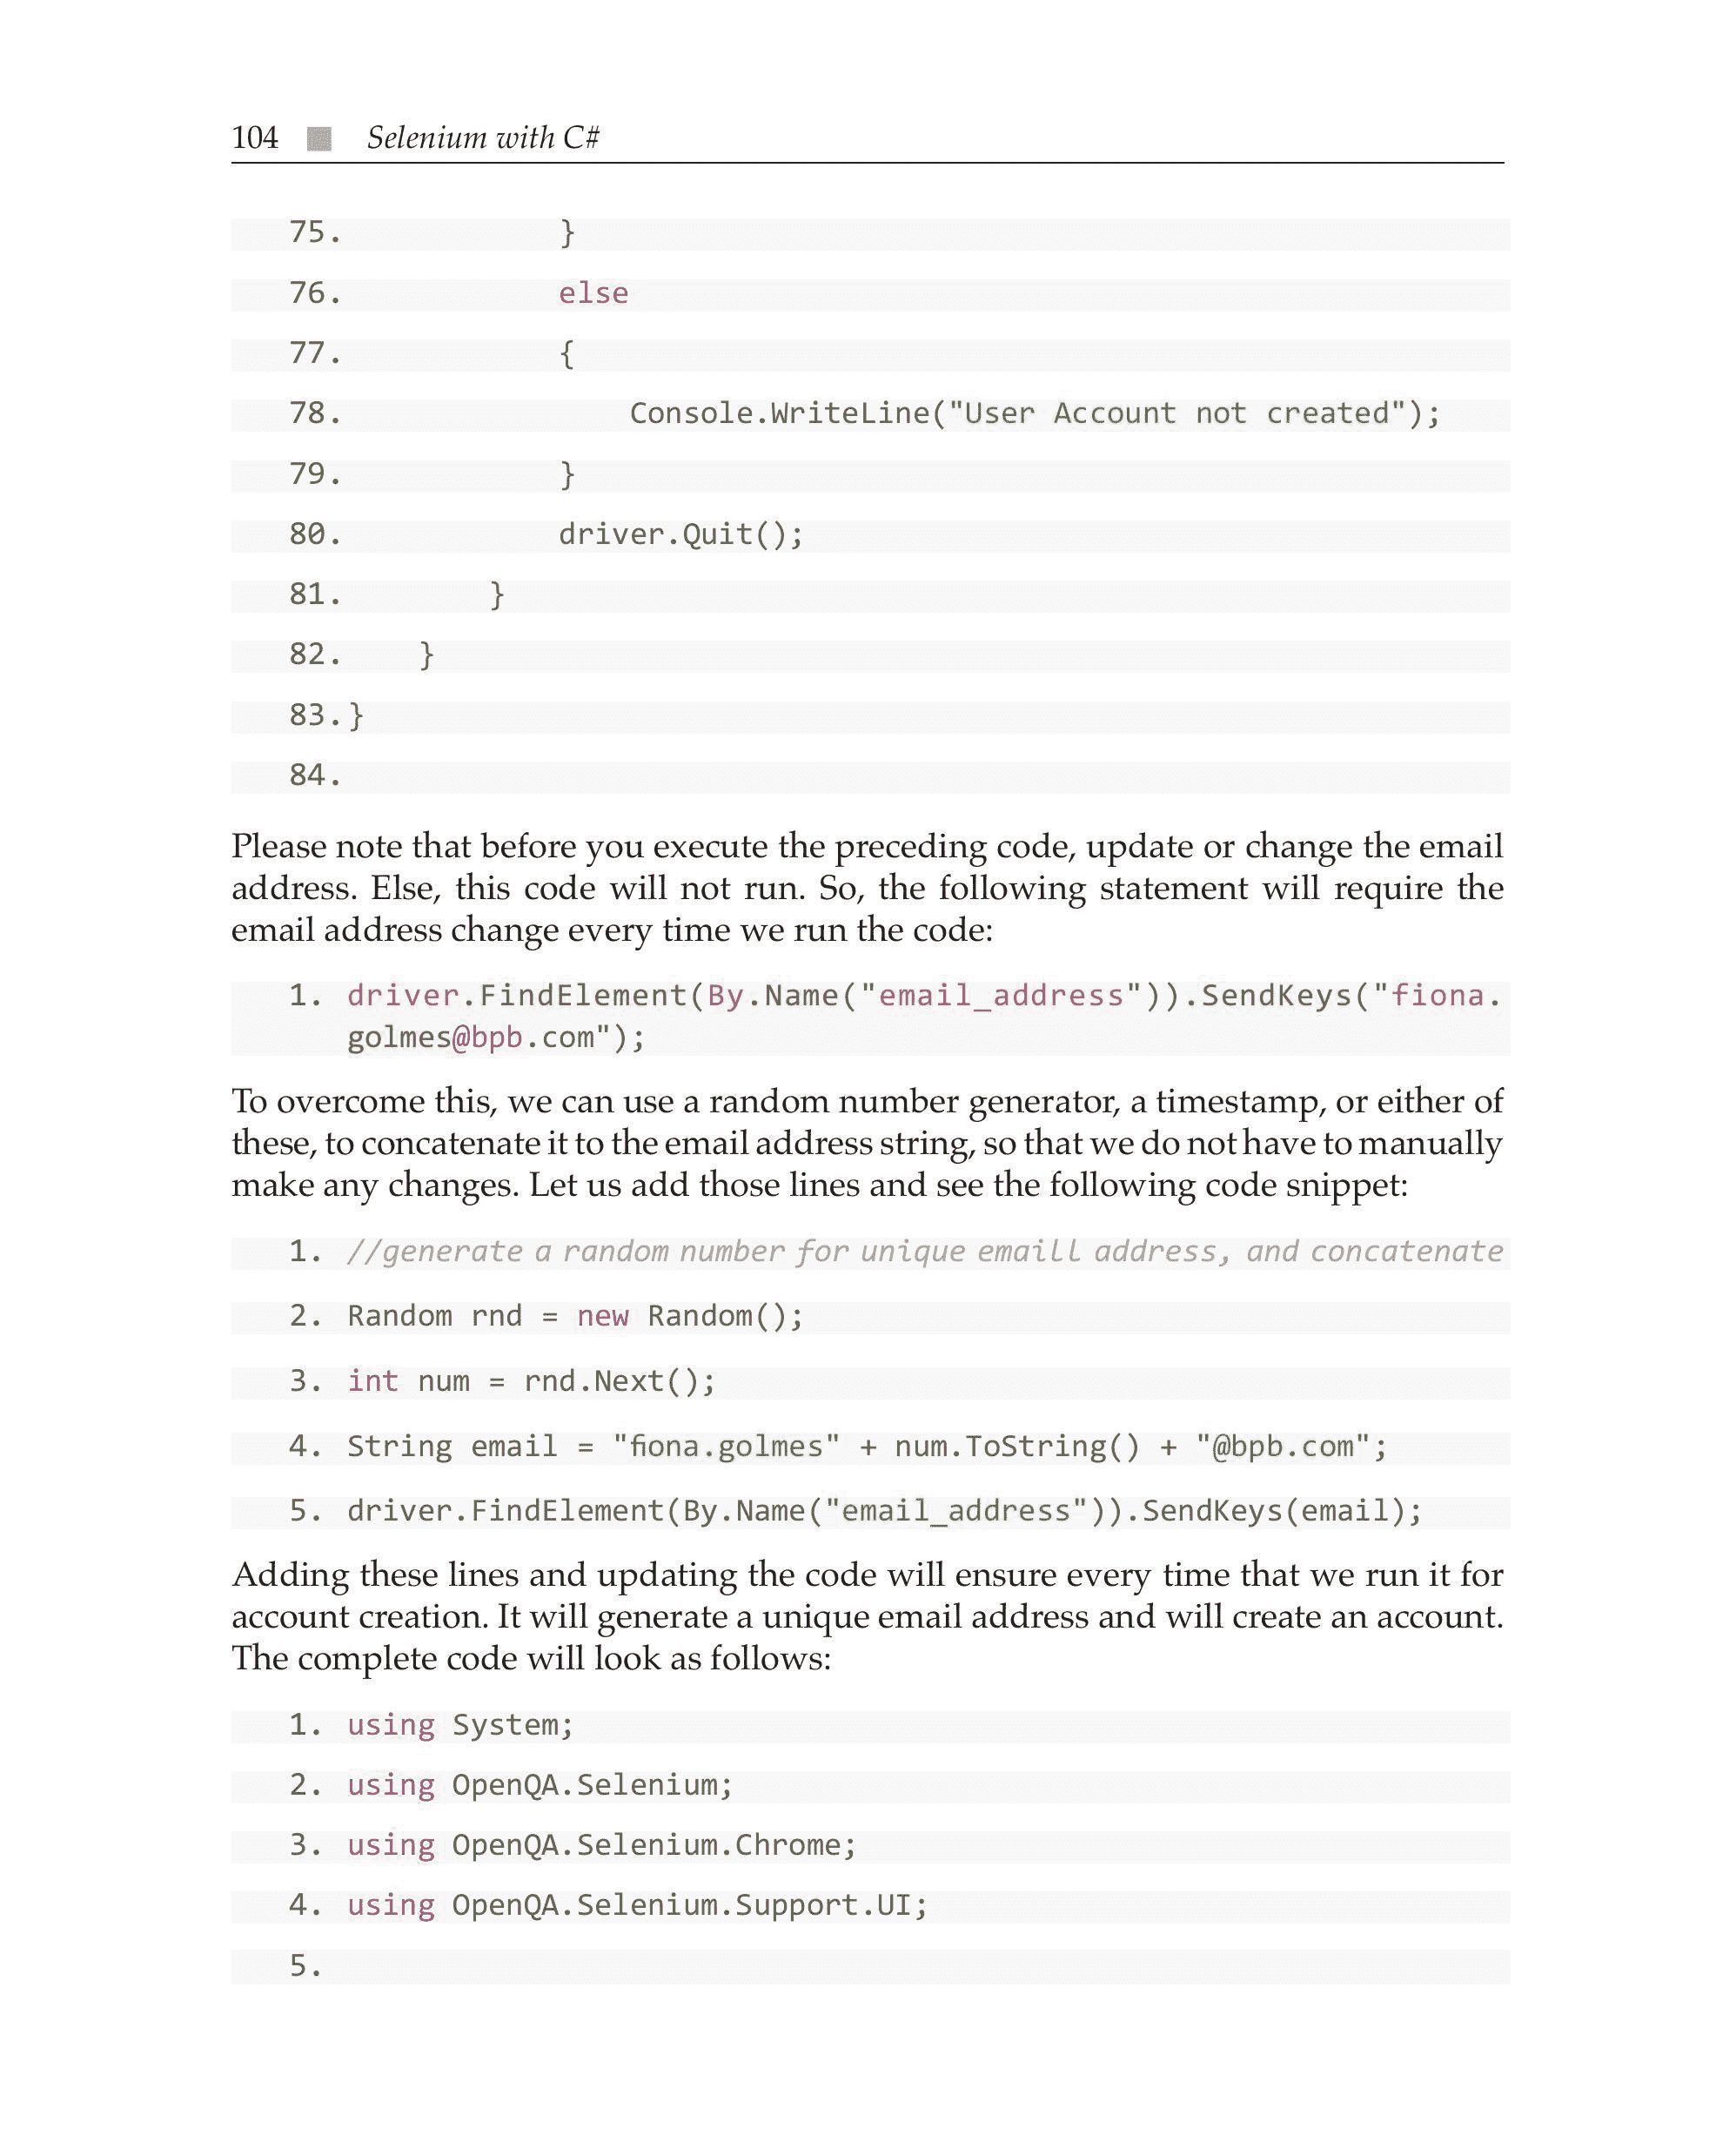 104 Selenium with C#
75. }
76. else
77. {
78. Console.WriteLine("User Account not created");
79. }
80. driver.Quit();
81. }
82. }
83. }
84.
Please note that before you execute the preceding code, update or change the email
address. Else, this code will not run. So, the following statement will require the
email address change every time we run the code:
1. driver.FindElement(By.Name("email_address")).SendKeys("fiona.
golmes@bpb.com");
To overcome this, we can use a random number generator, a timestamp, or either of
these, to concatenate it to the email address string, so that we do not have to manually
make any changes. Let us add those lines and see the following code snippet:
1. //generate a random number for unique emaill address, and concatenate
2. Random rnd = new Random();
3. int num = rnd.Next();
4. String email = "fiona.golmes" + num.ToString() + "@bpb.com";
5. driver.FindElement(By.Name("email_address")).SendKeys(email);
Adding these lines and updating the code will ensure every time that we run it for
account creation. It will generate a unique email address and will create an account.
The complete code will look as follows:
1. using System;
2. using OpenQA.Selenium;
3. using OpenQA.Selenium.Chrome;
4. using OpenQA.Selenium.Support.UI;
5.